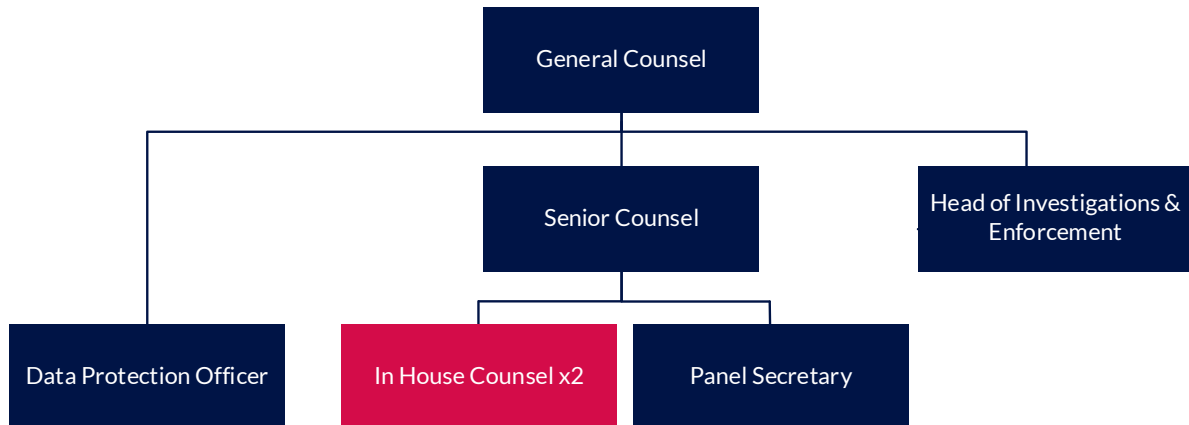 General Counsel
Senior Counsel
Head of Investigations &
Enforcement
Data Protection Officer
In House Counsel x2
Panel Secretary